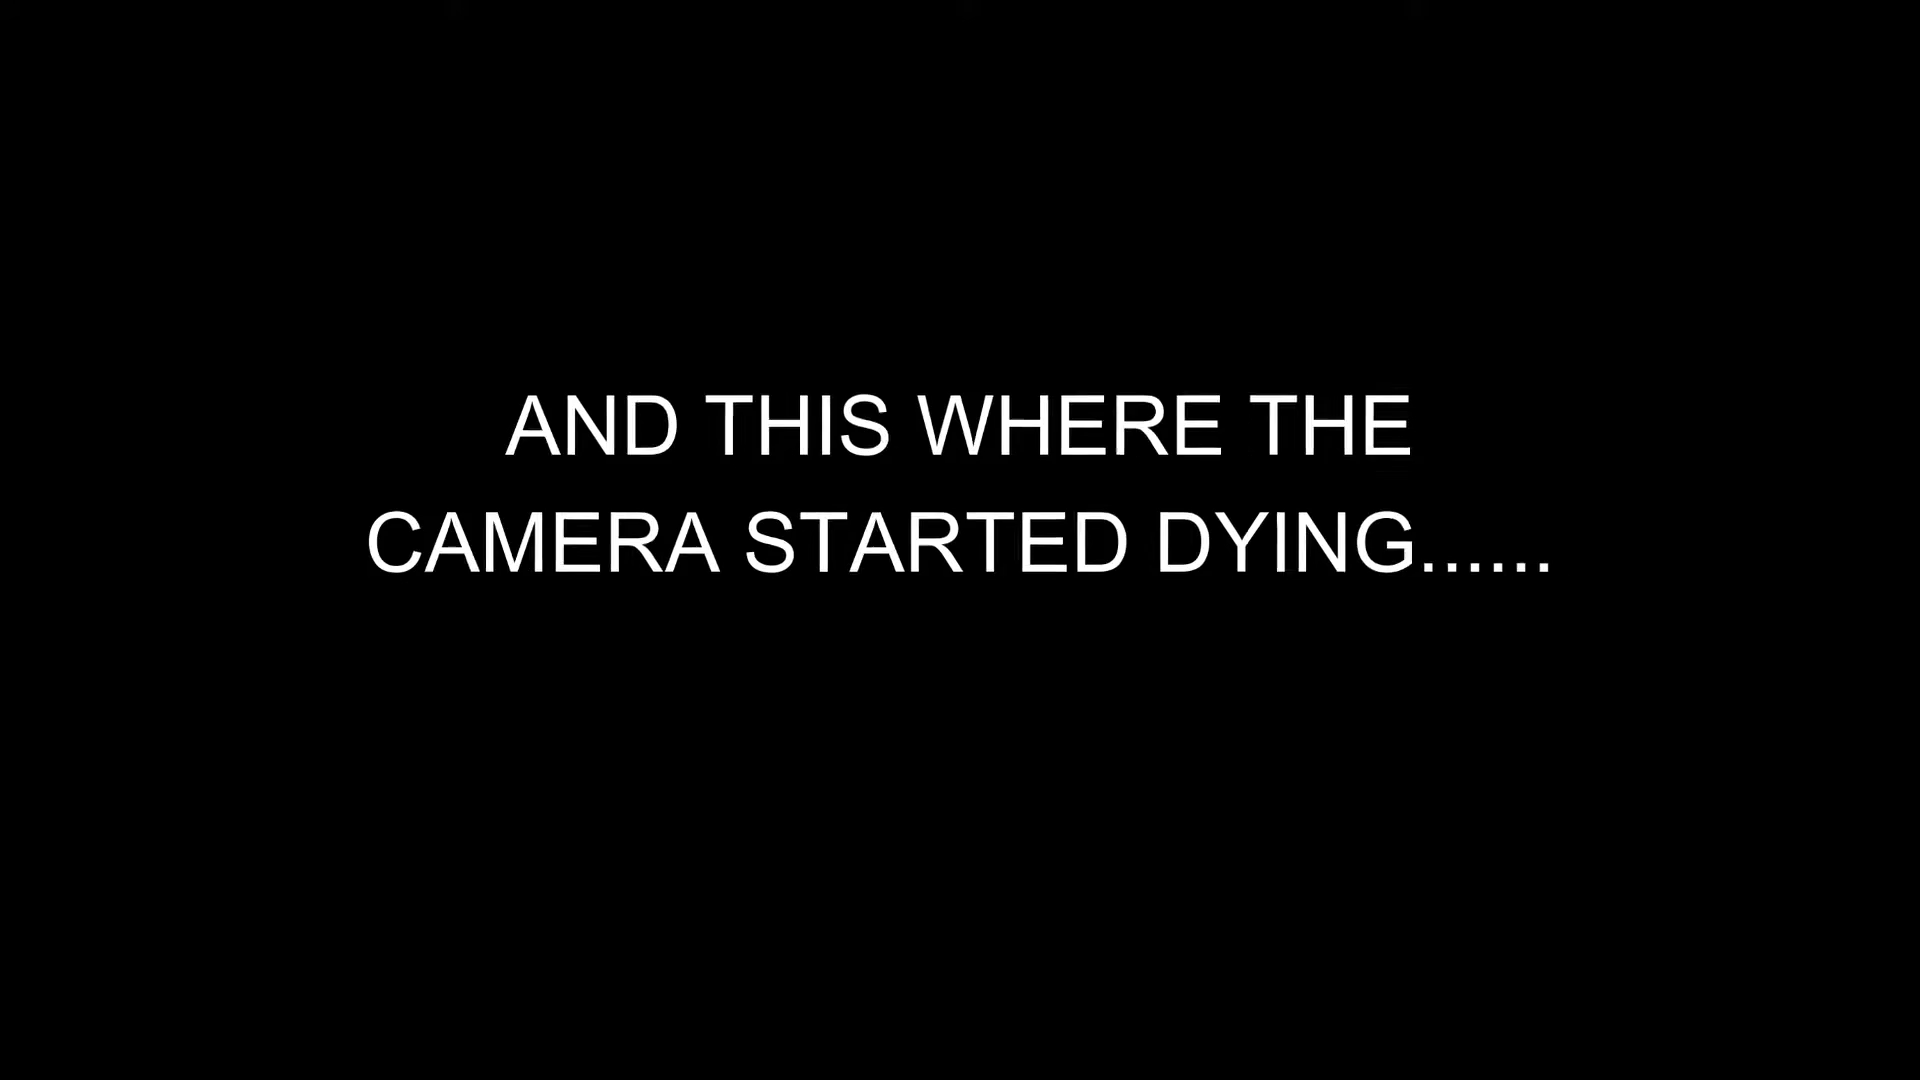 AND THIS WHERE THE
CAMERA STARTED DYING......